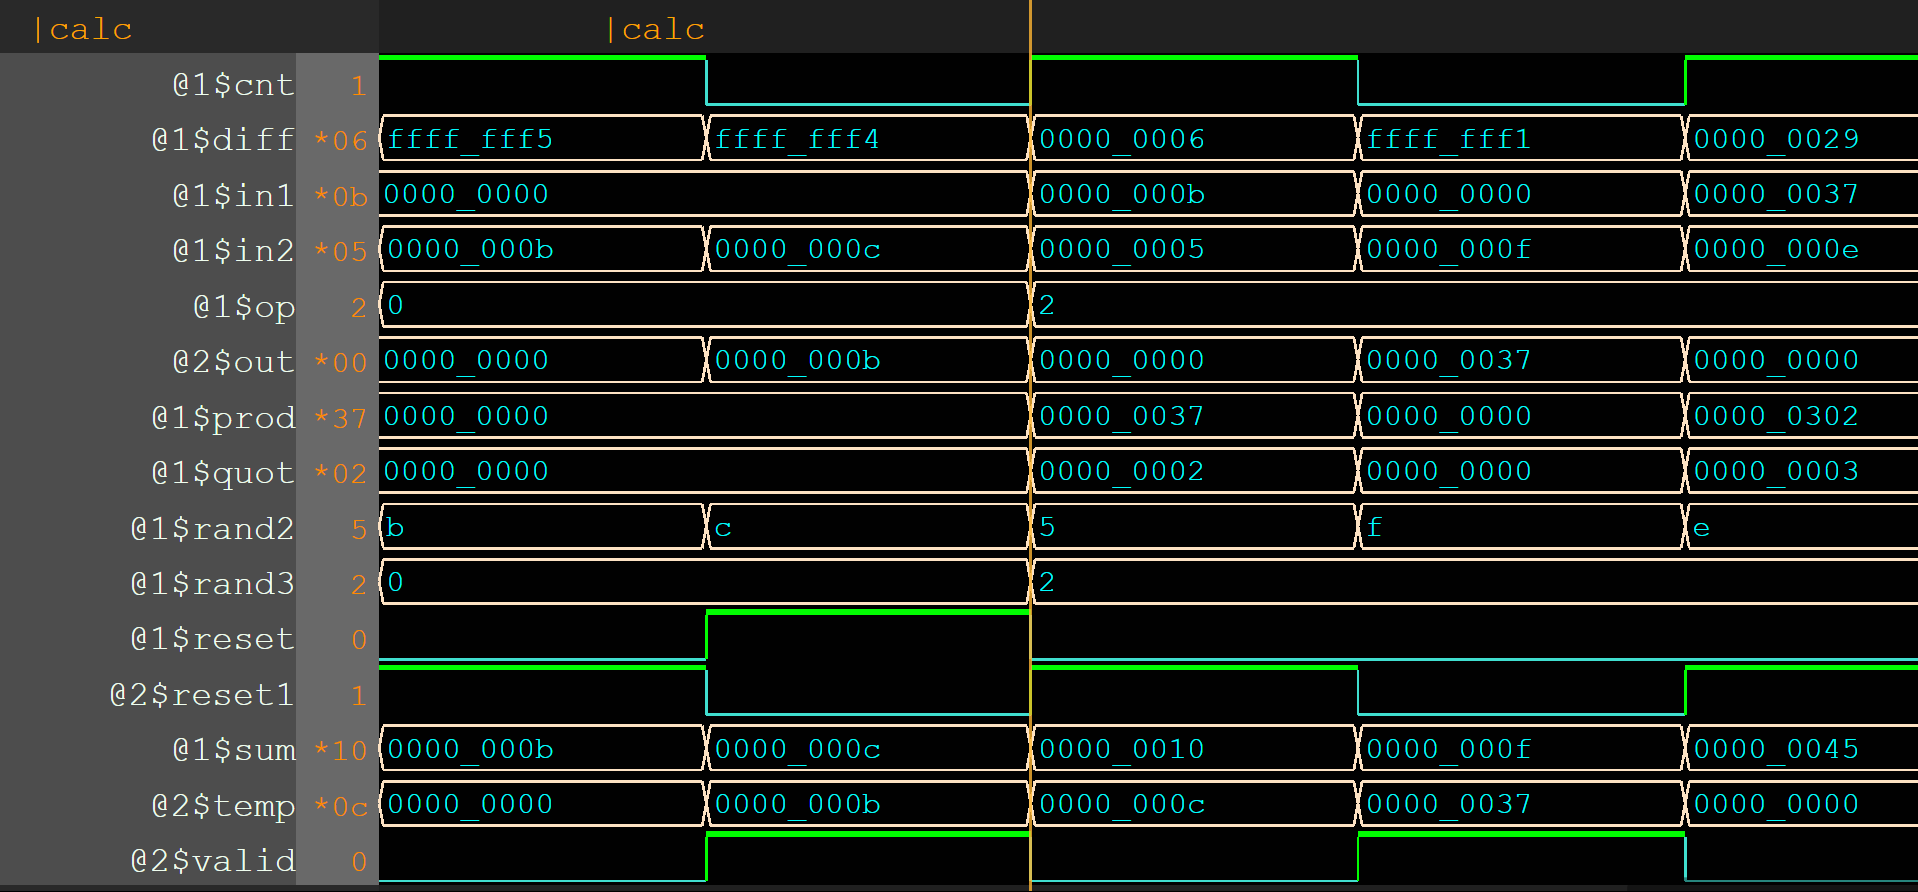 |calc |calc
@1$cnt 1
@1$diff *06 ffff_fff5 ffff_fff4 0000_0006 ffff_fff1 0000_0029
@1$in1 *0b 0000_0000 0000_000b 0000_0000 0000_0037
@1$in2 *05 0000_000b 0000_000c 0000_0005 0000_000f 0000_000e
@1$op 2 0 2
@2$out *00 0000_0000 0000_000b 0000_0000 0000_0037 0000_0000
@1$prod *37 0000_0000 0000_0037 0000_0000 0000_0302
@1$quot *02 0000_0000 0000_0002 0000_0000 0000_0003
@1$rand2 5 b c 5 f e
@1$rand3 2 0 2
@1$reset 0
@2$reset1 1
@1$sum *10 0000_000b 0000_000c 0000_0010 0000_000f 0000_0045
@2$temp *0c 0000_0000 0000_000b 0000_000c 0000_0037 0000_0000
@2$valid 0